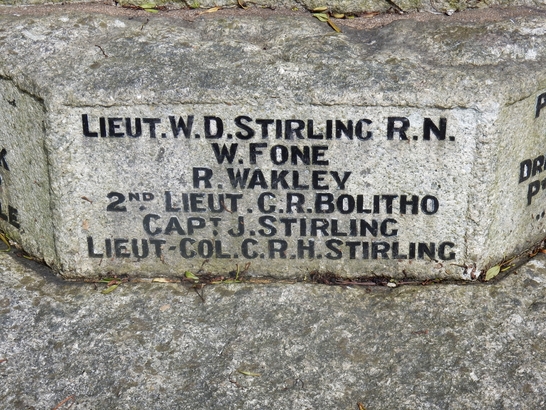 LIEUT. W. D. STIRLING R. N.
W. FONE
R. WAKLEY
2ND LIEUT. G. R. BOLITHO
CAPT J. STIRLING
LIEUT-COL. C. R. H. STIRLING